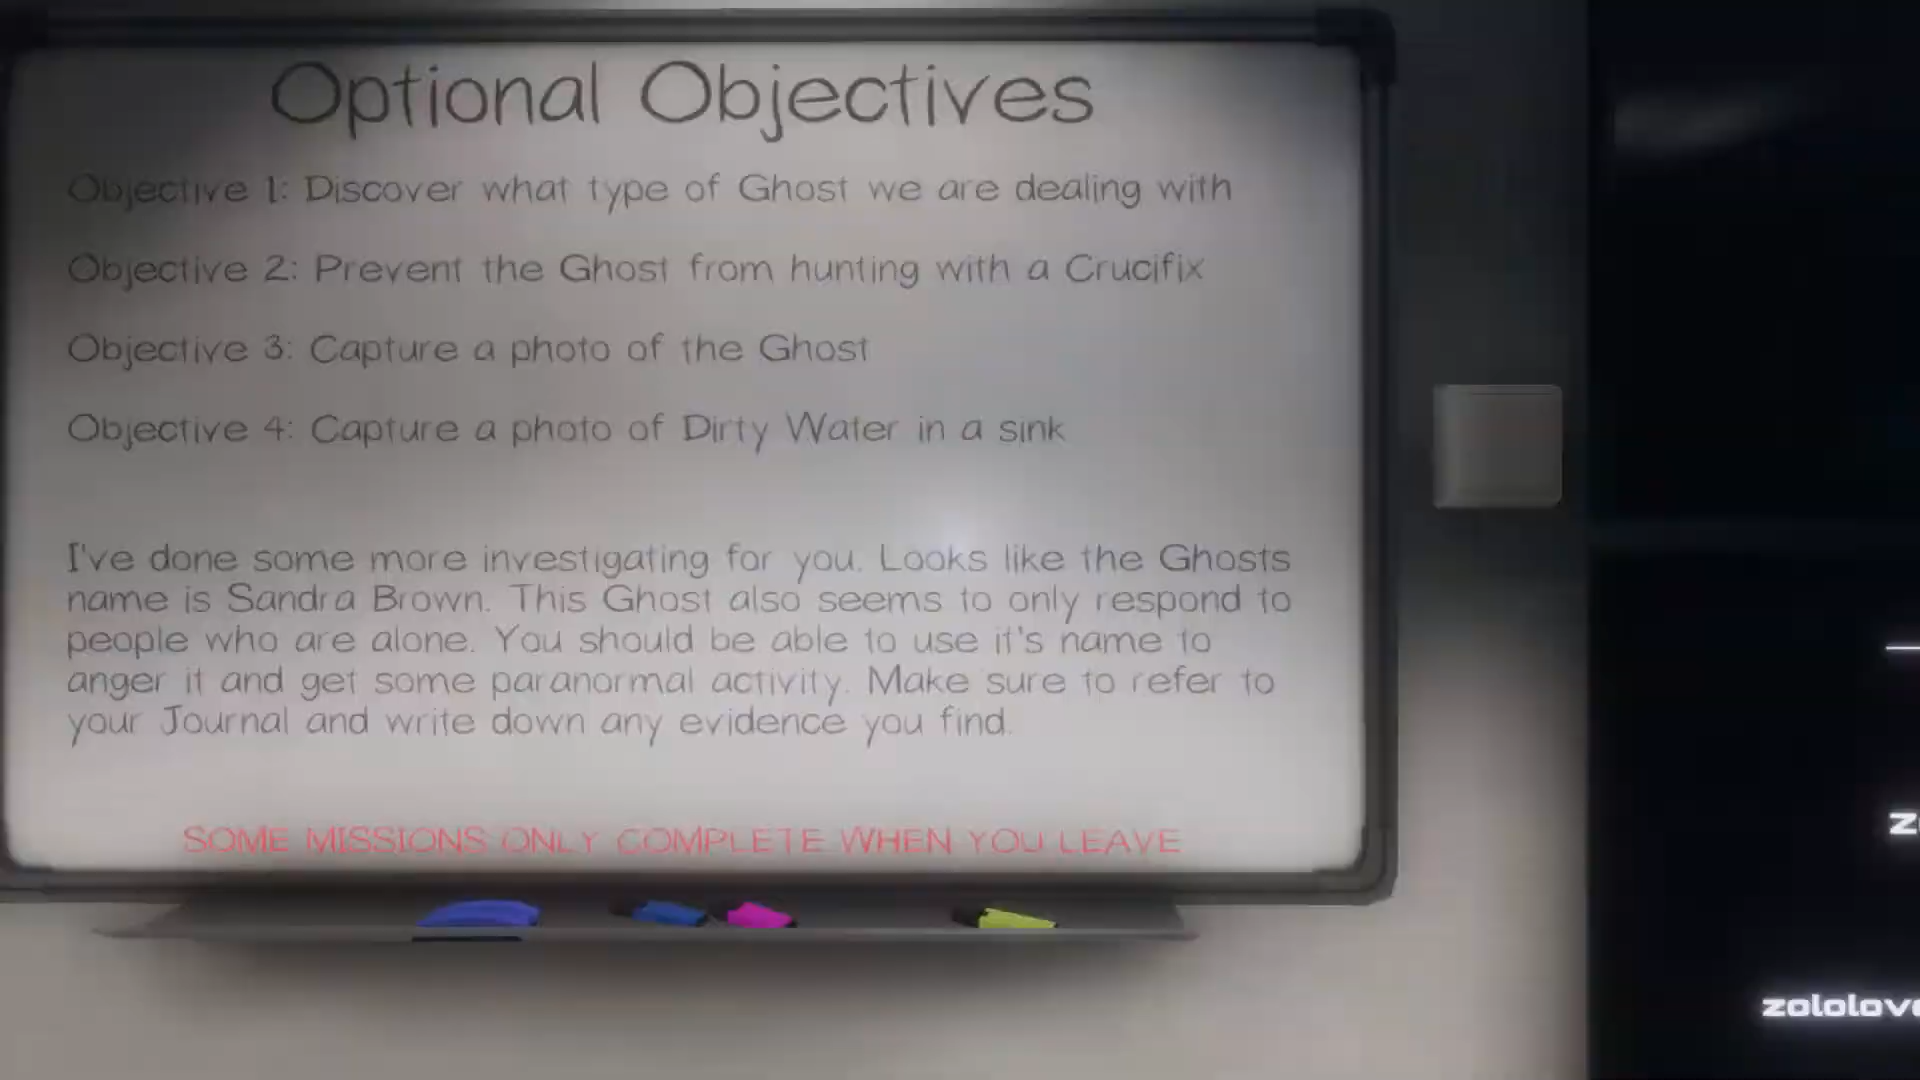 Optional Objectives
Objective 1: Discover what type of Ghost we are dealing with
Objective 2: Prevent the Ghost from hunting with a Crucifix
Objective 3: Capture a photo of the Ghost
Objective 4: Capture a photo of Dirty Water in a sink
I've done some more investigating for you. Looks like the Ghosts
name is Sandra Brown. This Ghost also seems to only respond to
people who are alone. You should be able to use it's name to
anger it and get some paranormal activity. Make sure to refer to
your Journal and write down any evidence you find.
SOME MISSIONS ONLY COMPLETE WHEN YOU LEAVE